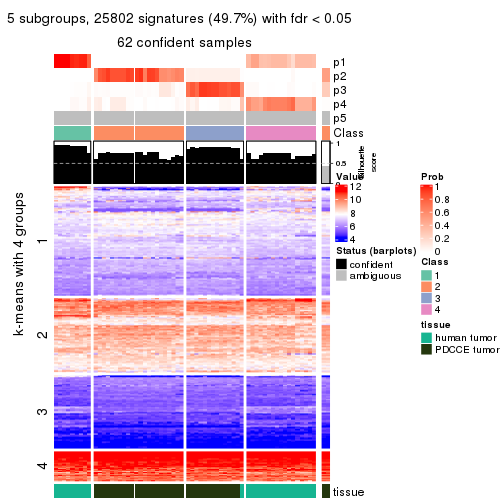 5 subgroups, 25802 signatures (49.7%) with fdr < 0.05
62 confident samples
p1
p2
p3
p4
p5
Class
1
0.5
Silhouette
score
k-means with 4 groups
1
2
3
4
tissue
Value
12
10
8
6
4
Status (barplots)
confident
ambiguous
Prob
1
0.8
0.6
0.4
0.2
0
Class
1
2
3
4
tissue
human tumor
PDCCE tumor